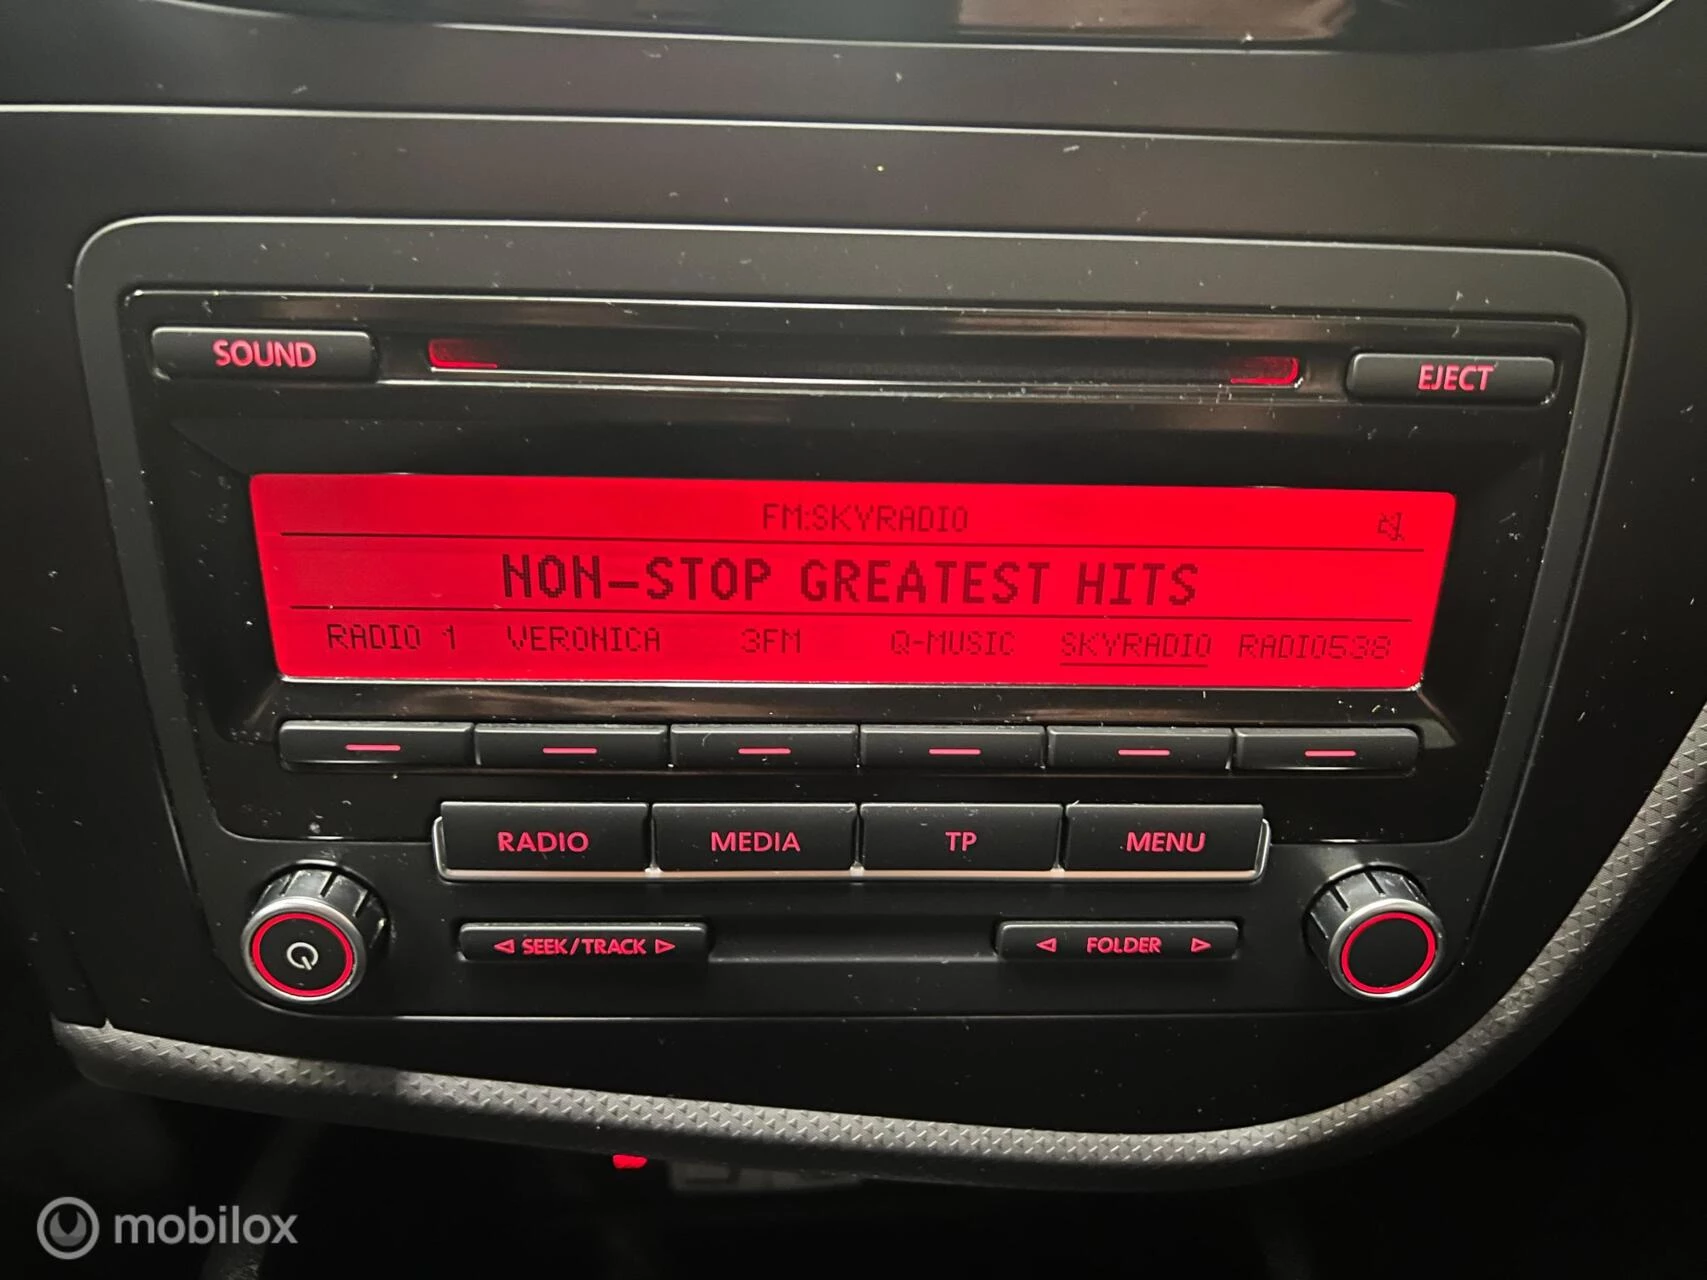 SOUND
EJECT
FM:SKYRADIO
NON-STOP GREATEST HITS
RADIO 1 VERONICA 3FM Q-MUSIC SKYRADIO RADIO538
RADIO MEDIA TP MENU
SEEK/TRACK FOLDER
mobilox